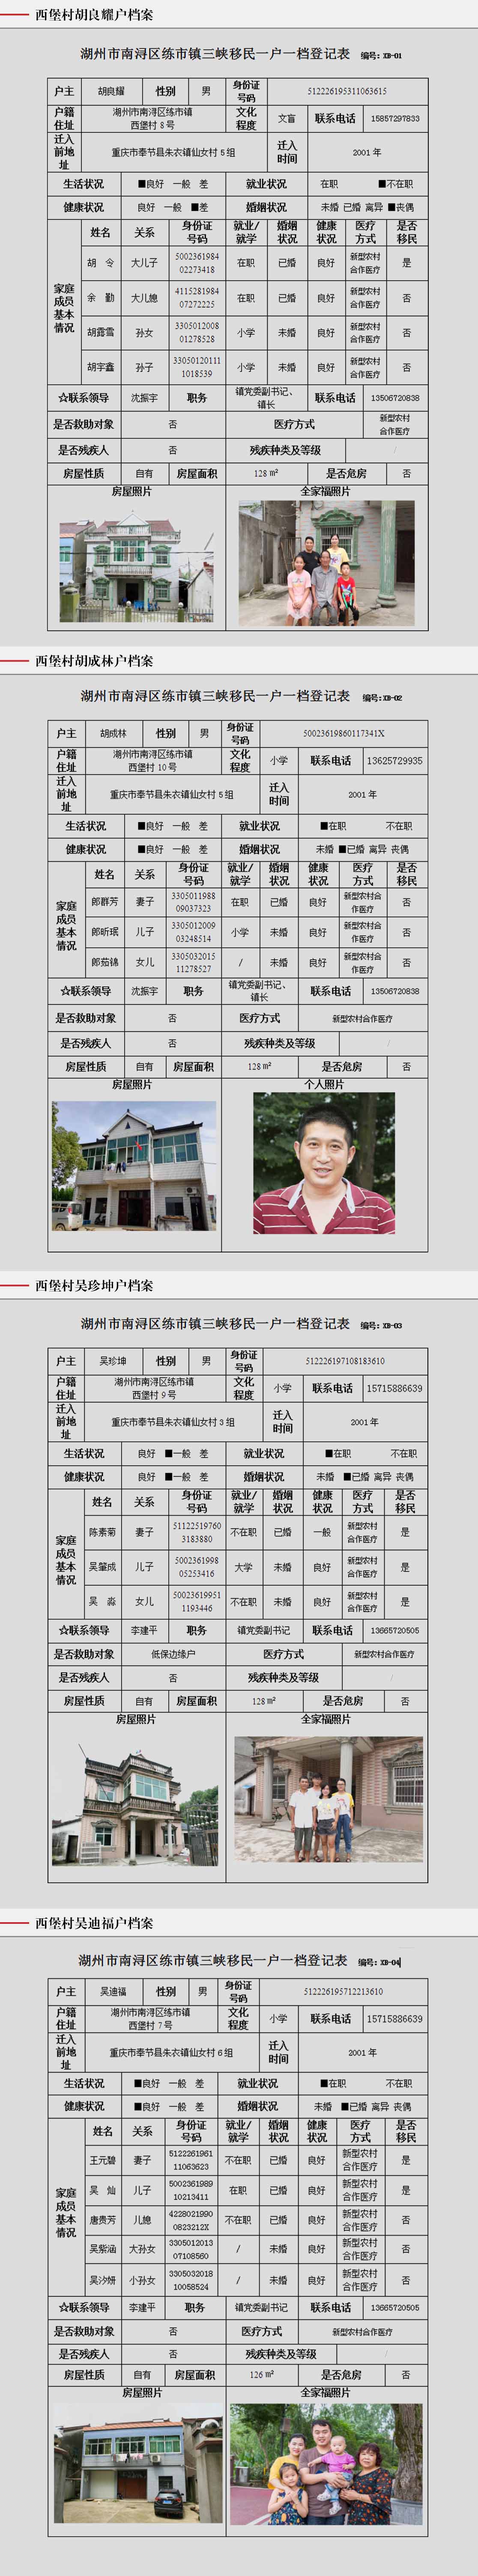 西堡村胡良耀户档案
湖州市南浔区练市镇三峡移民一户一档登记表 编号：XB-01
户主 胡良耀 性别 男 身份证号码 512226195311063615
户籍住址 湖州市南浔区练市镇西堡村 8 号 文化程度 文盲 联系电话 15857297833
迁入前地址 重庆市奉节县朱衣镇仙女村 5 组 迁入时间 2001 年
生活状况 ■良好 一般 差 就业状况 在职 ■不在职
健康状况 良好 一般 ■差 婚姻状况 未婚 已婚 离异 ■丧偶
家庭成员基本情况 姓名 关系 身份证号码 就业/就学 婚姻状况 健康状况 医疗方式 是否移民
胡 令 大儿子 500236198402273418 在职 已婚 良好 新型农村合作医疗 是
余 勤 大儿媳 411528198407272225 在职 已婚 良好 新型农村合作医疗 否
胡露雪 孙女 330501200801278528 小学 未婚 良好 新型农村合作医疗 否
胡宇鑫 孙子 330501201111018539 小学 未婚 良好 新型农村合作医疗 否
☆联系领导 沈振宇 职务 镇党委副书记、镇长 联系电话 13506720838
是否救助对象 否 医疗方式 新型农村合作医疗
是否残疾人 否 残疾种类及等级 /
房屋性质 自有 房屋面积 128 m² 是否危房 否
房屋照片 全家福照片
西堡村胡成林户档案
湖州市南浔区练市镇三峡移民一户一档登记表 编号：XB-02
户主 胡成林 性别 男 身份证号码 50023619860117341X
户籍住址 湖州市南浔区练市镇西堡村 10 号 文化程度 小学 联系电话 13625729935
迁入前地址 重庆市奉节县朱衣镇仙女村 5 组 迁入时间 2001 年
生活状况 ■良好 一般 差 就业状况 ■在职 不在职
健康状况 ■良好 一般 差 婚姻状况 未婚 ■已婚 离异 丧偶
家庭成员基本情况 姓名 关系 身份证号码 就业/就学 婚姻状况 健康状况 医疗方式 是否移民
郎群芳 妻子 330501198809037323 在职 已婚 良好 新型农村合作医疗 否
郎昕珉 儿子 330501200903248514 小学 未婚 良好 新型农村合作医疗 否
郎茹锦 女儿 330503201511278527 / 未婚 良好 新型农村合作医疗 否
☆联系领导 沈振宇 职务 镇党委副书记、镇长 联系电话 13506720838
是否救助对象 否 医疗方式 新型农村合作医疗
是否残疾人 否 残疾种类及等级 /
房屋性质 自有 房屋面积 128 m² 是否危房 否
房屋照片 个人照片
西堡村吴珍坤户档案
湖州市南浔区练市镇三峡移民一户一档登记表 编号：XB-03
户主 吴珍坤 性别 男 身份证号码 512226197108183610
户籍住址 湖州市南浔区练市镇西堡村 9 号 文化程度 小学 联系电话 15715886639
迁入前地址 重庆市奉节县朱衣镇仙女村 3 组 迁入时间 2001 年
生活状况 良好 ■一般 差 就业状况 ■在职 不在职
健康状况 良好 ■一般 差 婚姻状况 未婚 ■已婚 离异 丧偶
家庭成员基本情况 姓名 关系 身份证号码 就业/就学 婚姻状况 健康状况 医疗方式 是否移民
陈素菊 妻子 511225197603183880 不在职 已婚 一般 新型农村合作医疗 是
吴肇成 儿子 500236199805253416 大学 未婚 良好 新型农村合作医疗 是
吴 淼 女儿 500236199511193446 不在职 未婚 良好 新型农村合作医疗 是
☆联系领导 李建平 职务 镇党委副书记 联系电话 13665720505
是否救助对象 低保边缘户 医疗方式 新型农村合作医疗
是否残疾人 否 残疾种类及等级 /
房屋性质 自有 房屋面积 128 m² 是否危房 否
房屋照片 全家福照片
西堡村吴迪福户档案
湖州市南浔区练市镇三峡移民一户一档登记表 编号：XB-04
户主 吴迪福 性别 男 身份证号码 512226195712213610
户籍住址 湖州市南浔区练市镇西堡村 7 号 文化程度 小学 联系电话 15715886639
迁入前地址 重庆市奉节县朱衣镇仙女村 6 组 迁入时间 2001 年
生活状况 ■良好 一般 差 就业状况 ■在职 不在职
健康状况 ■良好 一般 差 婚姻状况 未婚 ■已婚 离异 丧偶
家庭成员基本情况 姓名 关系 身份证号码 就业/就学 婚姻状况 健康状况 医疗方式 是否移民
王元碧 妻子 512226196111063623 不在职 已婚 良好 新型农村合作医疗 是
吴 灿 儿子 500236198910213411 在职 已婚 良好 新型农村合作医疗 是
唐贵芳 儿媳 42280219900823212X 不在职 已婚 良好 新型农村合作医疗 否
吴紫涵 大孙女 330501201307108560 / 未婚 良好 新型农村合作医疗 否
吴汐妍 小孙女 330503201810058524 / 未婚 良好 新型农村合作医疗 否
☆联系领导 李建平 职务 镇党委副书记 联系电话 13665720505
是否救助对象 否 医疗方式 新型农村合作医疗
是否残疾人 否 残疾种类及等级 /
房屋性质 自有 房屋面积 126 m² 是否危房 否
房屋照片 全家福照片